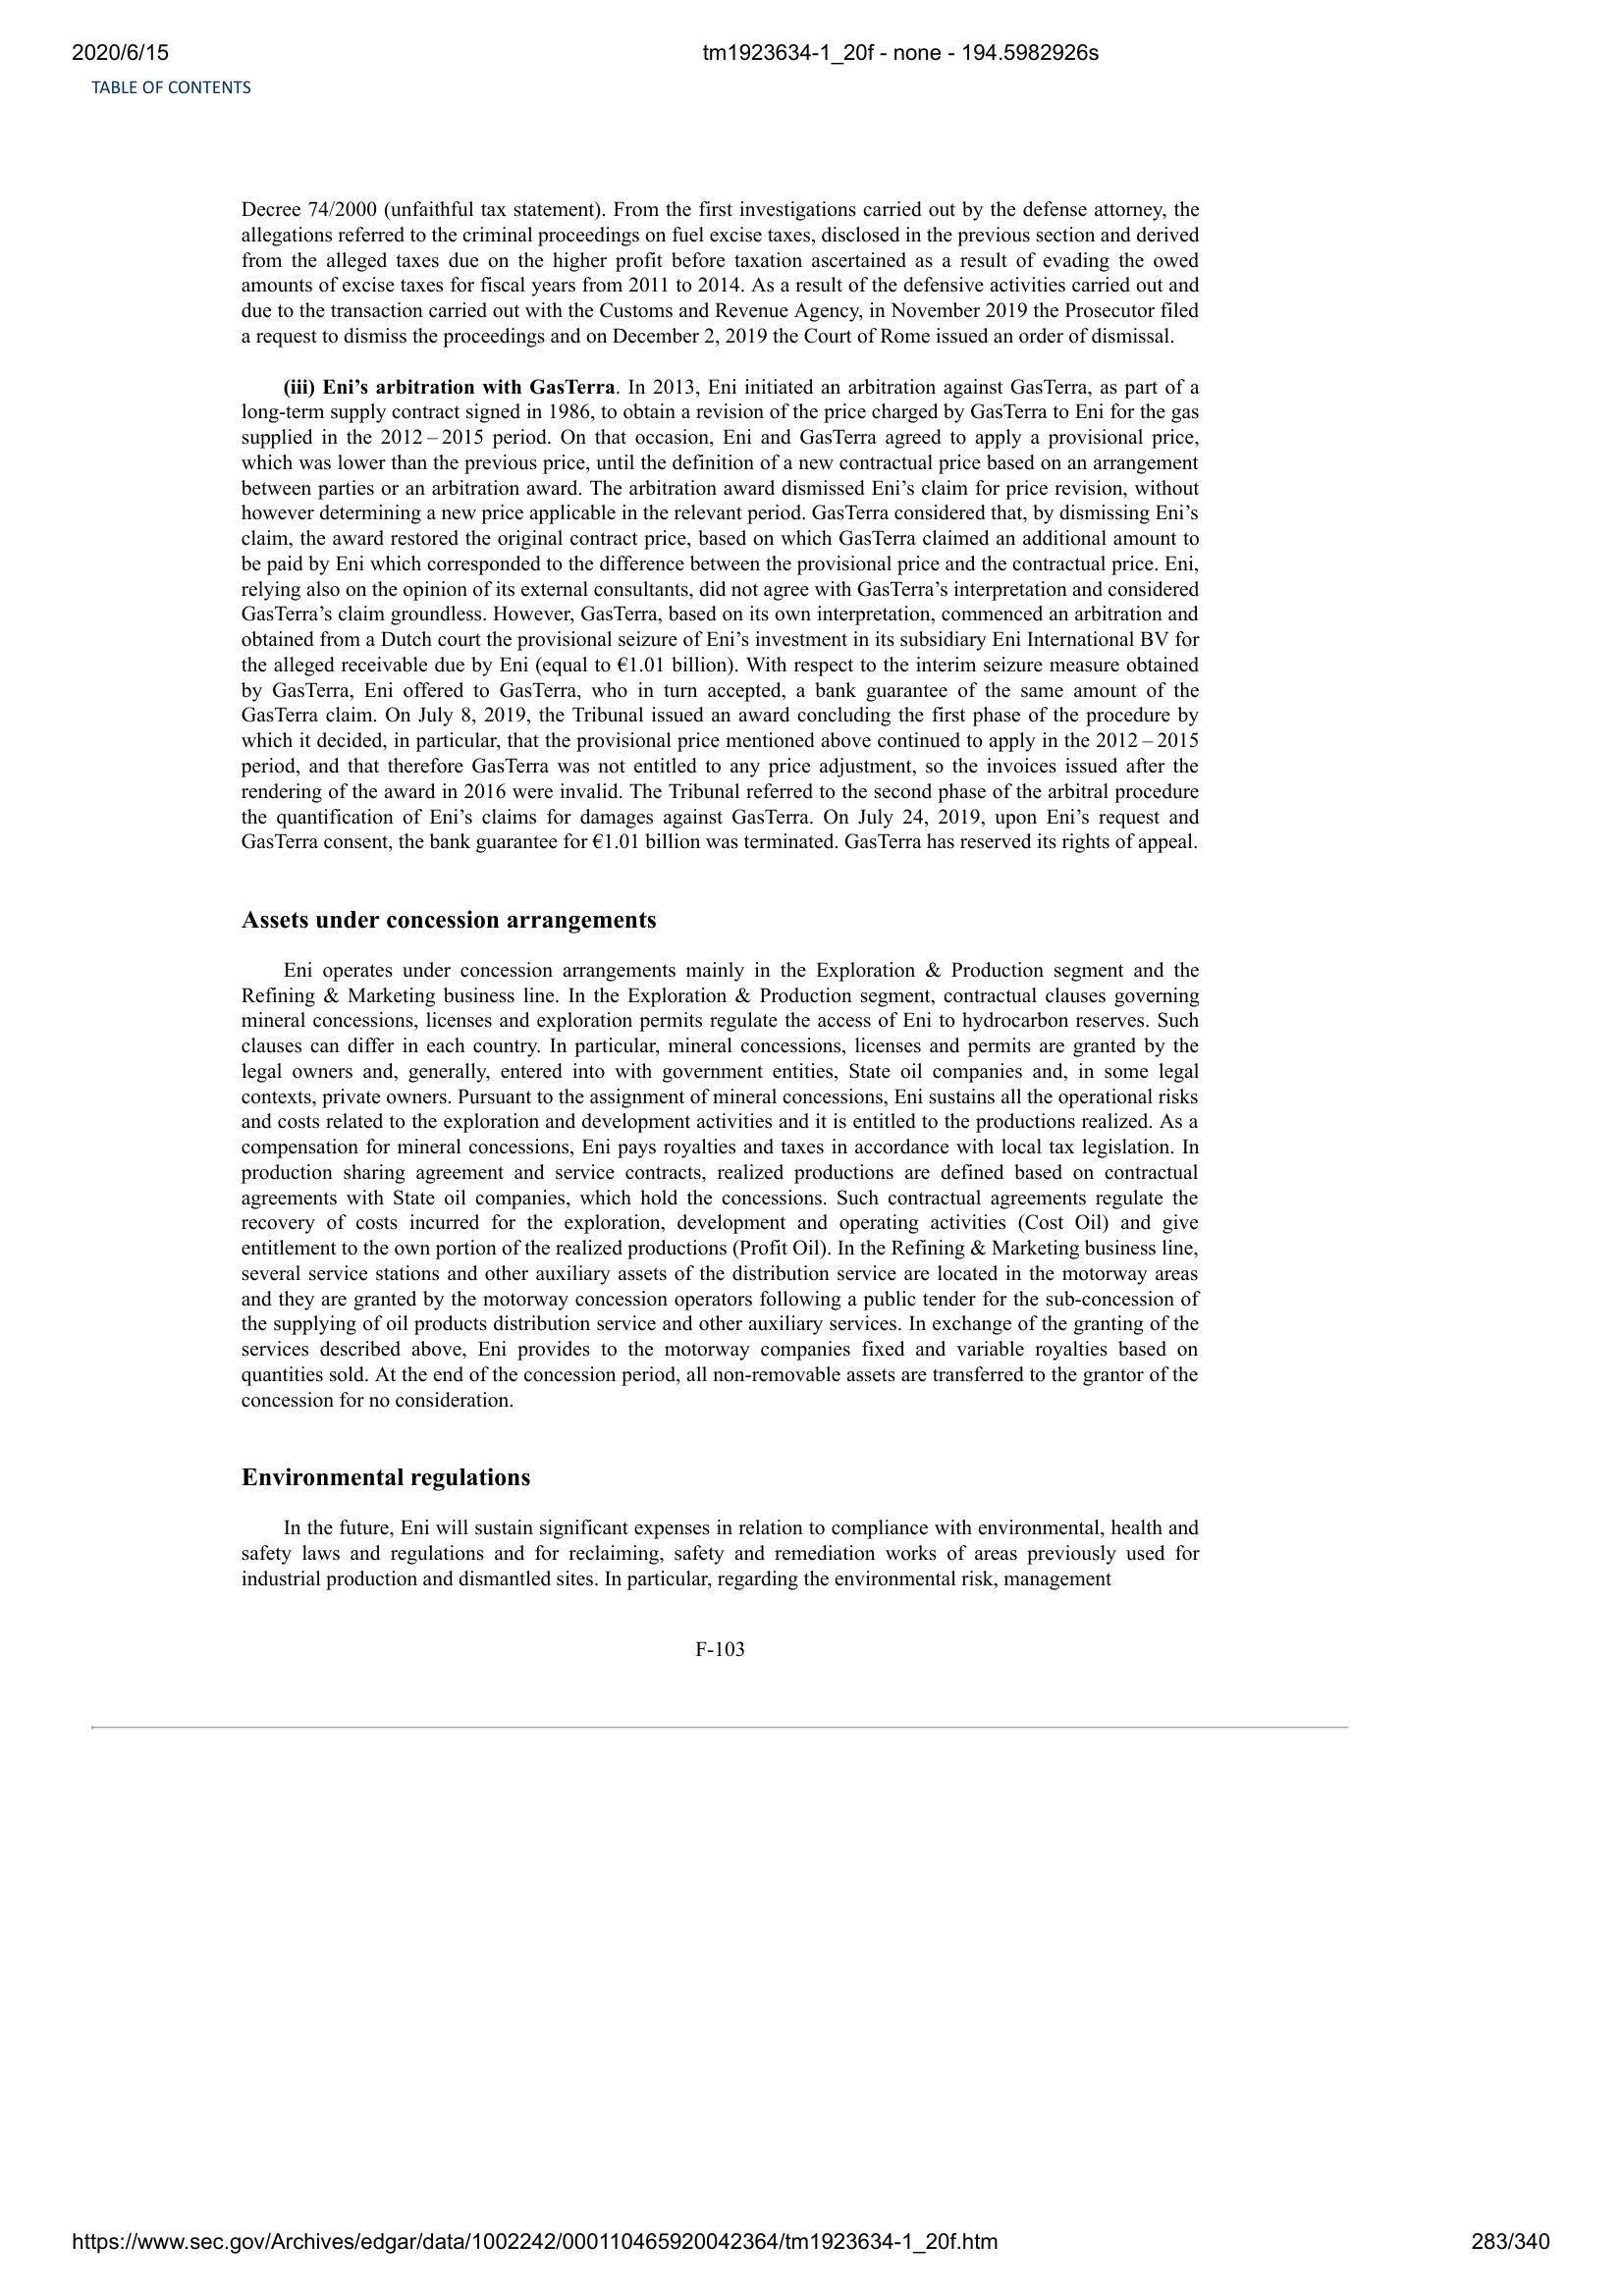 2020/6/15
tm1923634-1_20f - none - 194.5982926s
TABLE OF CONTENTS
Decree 74/2000 (unfaithful tax statement). From the first investigations carried out by the defense attorney, the
allegations referred to the criminal proceedings on fuel excise taxes, disclosed in the previous section and derived
from the alleged taxes due on the higher profit before taxation ascertained as a result of evading the owed
amounts of excise taxes for fiscal years from 2011 to 2014. As a result of the defensive activities carried out and
due to the transaction carried out with the Customs and Revenue Agency, in November 2019 the Prosecutor filed
a request to dismiss the proceedings and on December 2, 2019 the Court of Rome issued an order of dismissal.
(iii) Eni’s arbitration with GasTerra. In 2013, Eni initiated an arbitration against GasTerra, as part of a
long-term supply contract signed in 1986, to obtain a revision of the price charged by GasTerra to Eni for the gas
supplied in the 2012 – 2015 period. On that occasion, Eni and GasTerra agreed to apply a provisional price,
which was lower than the previous price, until the definition of a new contractual price based on an arrangement
between parties or an arbitration award. The arbitration award dismissed Eni’s claim for price revision, without
however determining a new price applicable in the relevant period. GasTerra considered that, by dismissing Eni’s
claim, the award restored the original contract price, based on which GasTerra claimed an additional amount to
be paid by Eni which corresponded to the difference between the provisional price and the contractual price. Eni,
relying also on the opinion of its external consultants, did not agree with GasTerra’s interpretation and considered
GasTerra’s claim groundless. However, GasTerra, based on its own interpretation, commenced an arbitration and
obtained from a Dutch court the provisional seizure of Eni’s investment in its subsidiary Eni International BV for
the alleged receivable due by Eni (equal to €1.01 billion). With respect to the interim seizure measure obtained
by GasTerra, Eni offered to GasTerra, who in turn accepted, a bank guarantee of the same amount of the
GasTerra claim. On July 8, 2019, the Tribunal issued an award concluding the first phase of the procedure by
which it decided, in particular, that the provisional price mentioned above continued to apply in the 2012 – 2015
period, and that therefore GasTerra was not entitled to any price adjustment, so the invoices issued after the
rendering of the award in 2016 were invalid. The Tribunal referred to the second phase of the arbitral procedure
the quantification of Eni’s claims for damages against GasTerra. On July 24, 2019, upon Eni’s request and
GasTerra consent, the bank guarantee for €1.01 billion was terminated. GasTerra has reserved its rights of appeal.
Assets under concession arrangements
Eni operates under concession arrangements mainly in the Exploration & Production segment and the
Refining & Marketing business line. In the Exploration & Production segment, contractual clauses governing
mineral concessions, licenses and exploration permits regulate the access of Eni to hydrocarbon reserves. Such
clauses can differ in each country. In particular, mineral concessions, licenses and permits are granted by the
legal owners and, generally, entered into with government entities, State oil companies and, in some legal
contexts, private owners. Pursuant to the assignment of mineral concessions, Eni sustains all the operational risks
and costs related to the exploration and development activities and it is entitled to the productions realized. As a
compensation for mineral concessions, Eni pays royalties and taxes in accordance with local tax legislation. In
production sharing agreement and service contracts, realized productions are defined based on contractual
agreements with State oil companies, which hold the concessions. Such contractual agreements regulate the
recovery of costs incurred for the exploration, development and operating activities (Cost Oil) and give
entitlement to the own portion of the realized productions (Profit Oil). In the Refining & Marketing business line,
several service stations and other auxiliary assets of the distribution service are located in the motorway areas
and they are granted by the motorway concession operators following a public tender for the sub-concession of
the supplying of oil products distribution service and other auxiliary services. In exchange of the granting of the
services described above, Eni provides to the motorway companies fixed and variable royalties based on
quantities sold. At the end of the concession period, all non-removable assets are transferred to the grantor of the
concession for no consideration.
Environmental regulations
In the future, Eni will sustain significant expenses in relation to compliance with environmental, health and
safety laws and regulations and for reclaiming, safety and remediation works of areas previously used for
industrial production and dismantled sites. In particular, regarding the environmental risk, management
F-103
https://www.sec.gov/Archives/edgar/data/1002242/000110465920042364/tm1923634-1_20f.htm
283/340